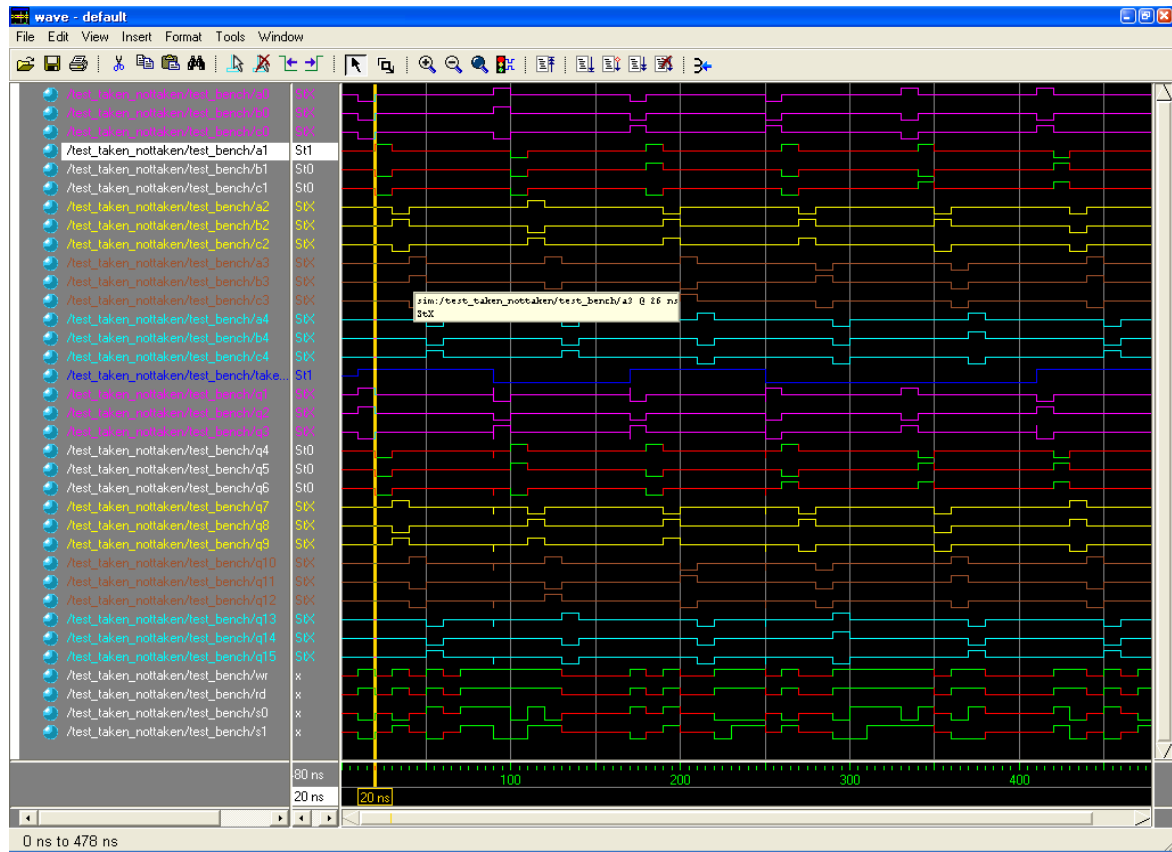 wave - default
File Edit View Insert Format Tools Window
/test_taken_nottaken/test_bench/a0 StX
/test_taken_nottaken/test_bench/b0 StX
/test_taken_nottaken/test_bench/c0 StX
/test_taken_nottaken/test_bench/a1 St1
/test_taken_nottaken/test_bench/b1 St0
/test_taken_nottaken/test_bench/c1 St0
/test_taken_nottaken/test_bench/a2 StX
/test_taken_nottaken/test_bench/b2 StX
/test_taken_nottaken/test_bench/c2 StX
/test_taken_nottaken/test_bench/a3 StX
/test_taken_nottaken/test_bench/b3 StX
/test_taken_nottaken/test_bench/c3 StX
sim:/test_taken_nottaken/test_bench/a3 @ 26 ns
StX
/test_taken_nottaken/test_bench/a4 StX
/test_taken_nottaken/test_bench/b4 StX
/test_taken_nottaken/test_bench/c4 StX
/test_taken_nottaken/test_bench/take... St1
/test_taken_nottaken/test_bench/q1 StX
/test_taken_nottaken/test_bench/q2 StX
/test_taken_nottaken/test_bench/q3 StX
/test_taken_nottaken/test_bench/q4 St0
/test_taken_nottaken/test_bench/q5 St0
/test_taken_nottaken/test_bench/q6 St0
/test_taken_nottaken/test_bench/q7 StX
/test_taken_nottaken/test_bench/q8 StX
/test_taken_nottaken/test_bench/q9 StX
/test_taken_nottaken/test_bench/q10 StX
/test_taken_nottaken/test_bench/q11 StX
/test_taken_nottaken/test_bench/q12 StX
/test_taken_nottaken/test_bench/q13 StX
/test_taken_nottaken/test_bench/q14 StX
/test_taken_nottaken/test_bench/q15 StX
/test_taken_nottaken/test_bench/wr x
/test_taken_nottaken/test_bench/rd x
/test_taken_nottaken/test_bench/s0 x
/test_taken_nottaken/test_bench/s1 x
80 ns 100 200 300 400
20 ns 20 ns
0 ns to 478 ns